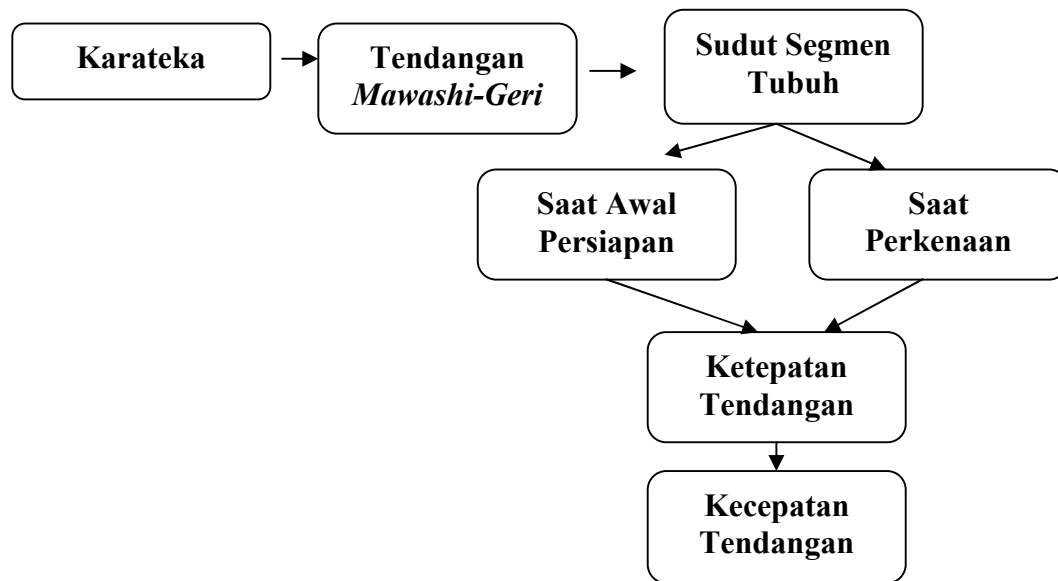 Karateka
Tendangan
Mawashi-Geri
Sudut Segmen
Tubuh
Saat Awal
Persiapan
Saat
Perkenaan
Ketepatan
Tendangan
Kecepatan
Tendangan